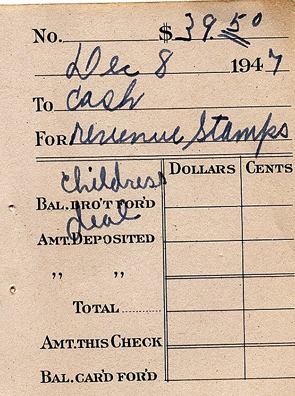 No. $ 39.50
Dec 8 1947
To Cash
For revenue Stamps
Dollars Cents
childress
Bal. bro't for'd
deal
Amt. Deposited
" "
Total..........
Amt. this Check
Bal. car'd for'd